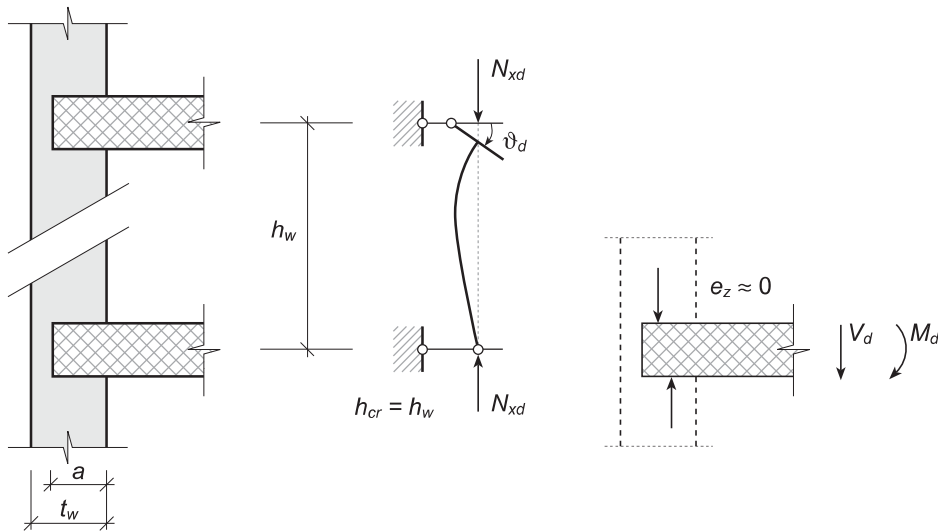 a
t_w
h_w
N_xd
ϑ_d
h_cr = h_w
N_xd
e_z ≈ 0
V_d
M_d